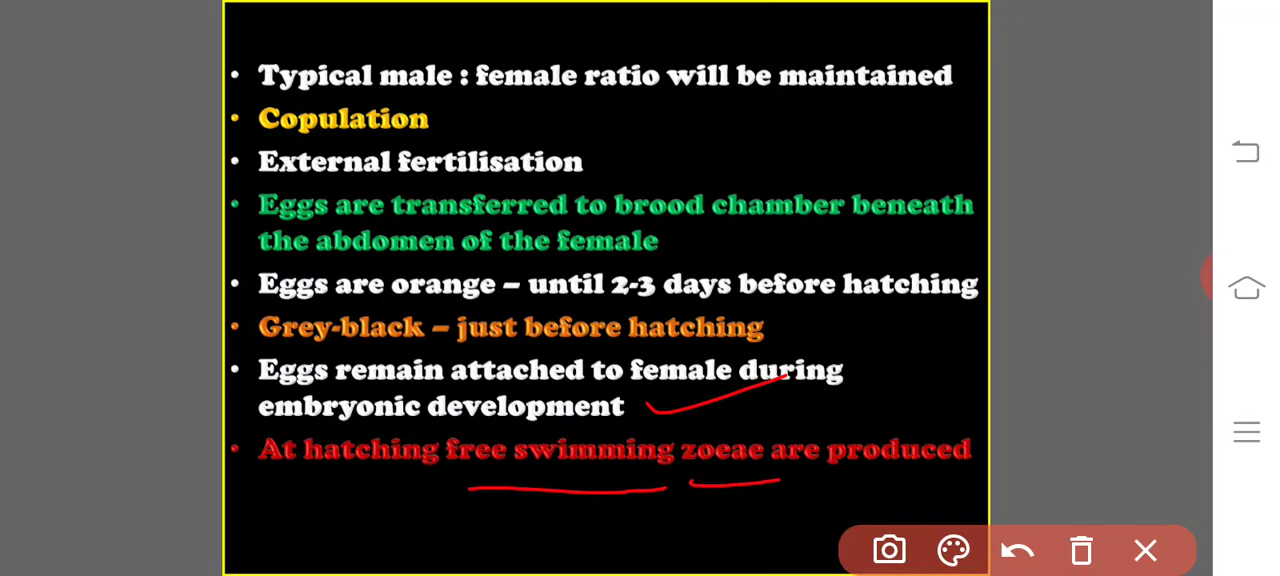 • Typical male : female ratio will be maintained
• Copulation
• External fertilisation
• Eggs are transferred to brood chamber beneath
the abdomen of the female
• Eggs are orange – until 2-3 days before hatching
• Grey-black – just before hatching
• Eggs remain attached to female during
embryonic development
• At hatching free swimming zoeae are produced